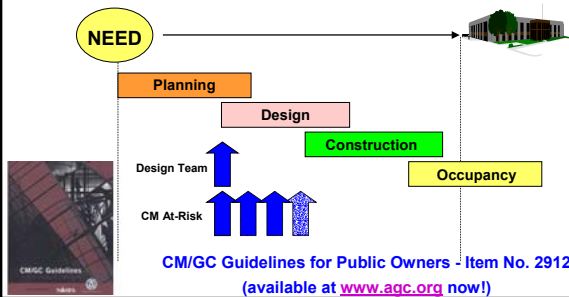 NEED
Planning
Design
Construction
Design Team
Occupancy
CM At-Risk
CM/GC Guidelines
CM/GC Guidelines for Public Owners - Item No. 2912
(available at www.agc.org now!)